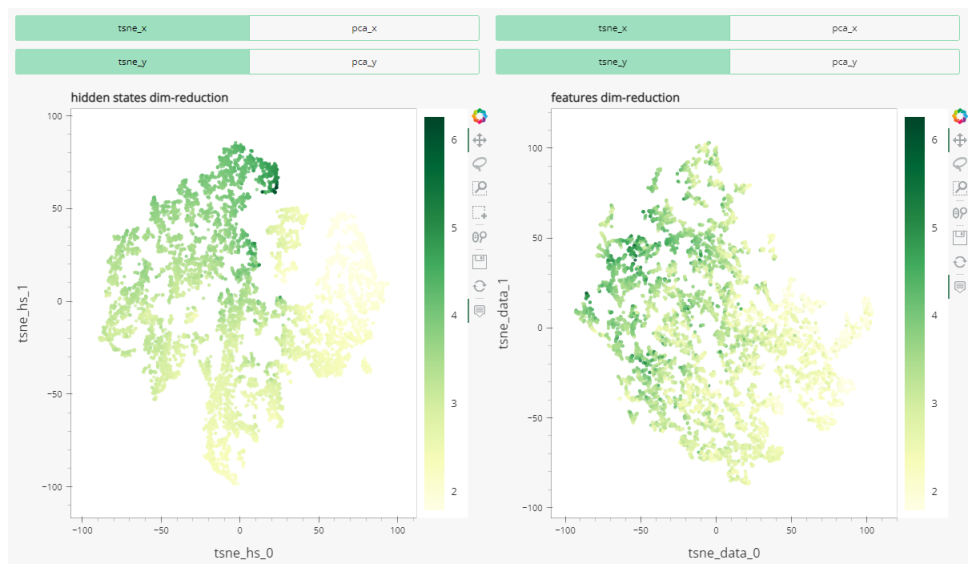 tsne_x pca_x tsne_x pca_x
tsne_y pca_y tsne_y pca_y
hidden states dim-reduction
100
50
0
−50
−100
tsne_hs_1
−100 −50 0 50 100
tsne_hs_0
6
5
4
3
2
features dim-reduction
100
50
0
−50
−100
tsne_data_1
−100 −50 0 50 100
tsne_data_0
6
5
4
3
2